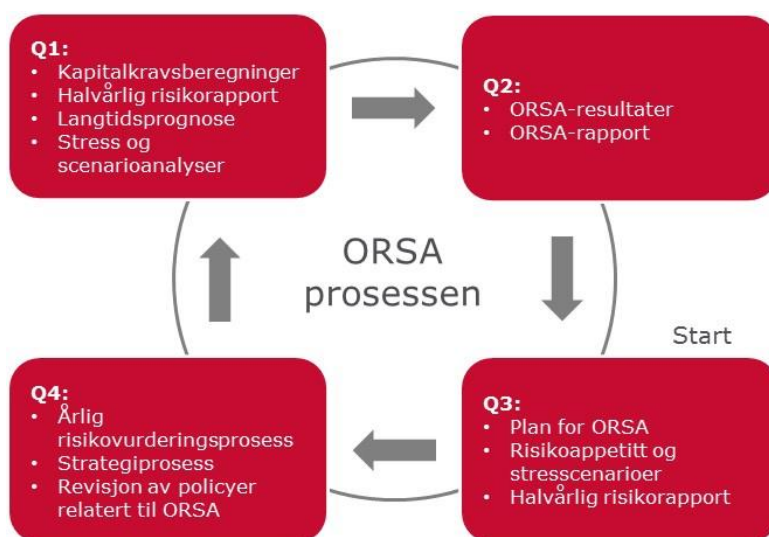 Q1:
• Kapitalkravsberegninger
• Halvårlig risikorapport
• Langtidsprognose
• Stress og
scenarioanalyser
Q2:
• ORSA-resultater
• ORSA-rapport
ORSA
prosessen
Start
Q4:
• Årlig
risikovurderingsprosess
• Strategiprosess
• Revisjon av policyer
relatert til ORSA
Q3:
• Plan for ORSA
• Risikoappetitt og
stresscenarioer
• Halvårlig risikorapport